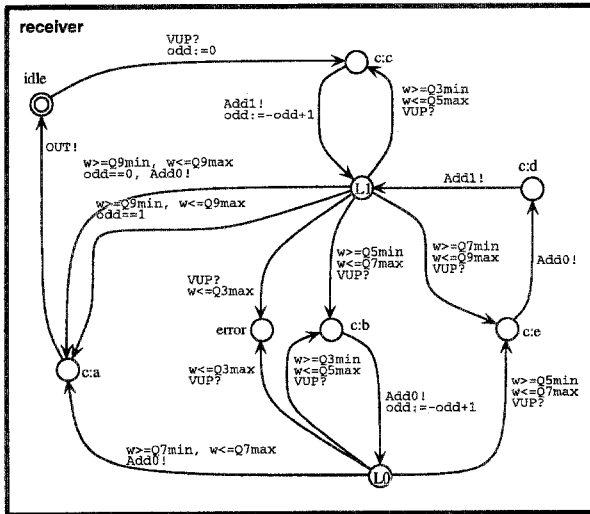 receiver
VUP?
odd:=0
c:c
idle
Add1!
odd:=-odd+1
w>=Q3min
w<=Q5max
VUP?
OUT!
w>=Q9min, w<=Q9max
odd==0, Add0!
c:d
L1
Add1!
w>=Q9min, w<=Q9max
odd==1
w>=Q5min
w<=Q7max
VUP?
w>=Q7min
w<=Q9max
VUP?
Add0!
VUP?
w<=Q3max
error
c:b
c:e
c:a
w<=Q3max
VUP?
w>=Q3min
w<=Q5max
VUP?
Add0!
odd:=-odd+1
w>=Q5min
w<=Q7max
VUP?
w>=Q7min, w<=Q7max
Add0!
L0